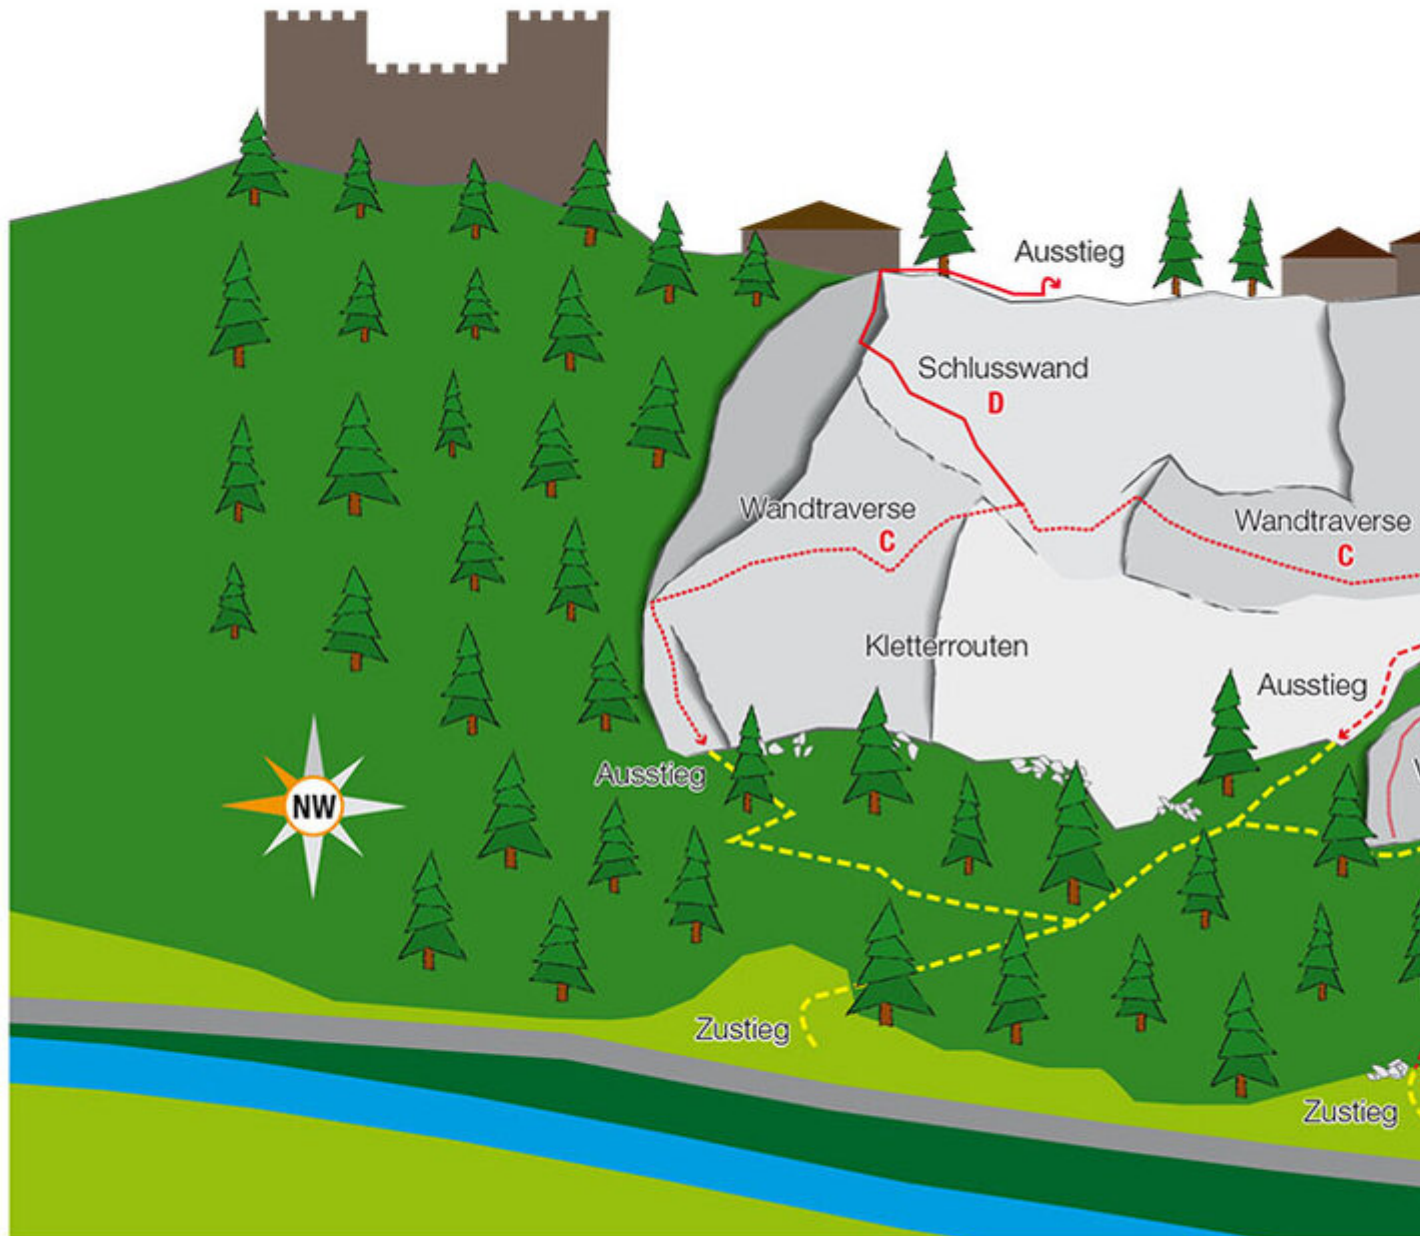 Ausstieg
Schlusswand
D
Wandtraverse
C
Wandtraverse
C
Kletterrouten
Ausstieg
Ausstieg
NW
Zustieg
Zustieg